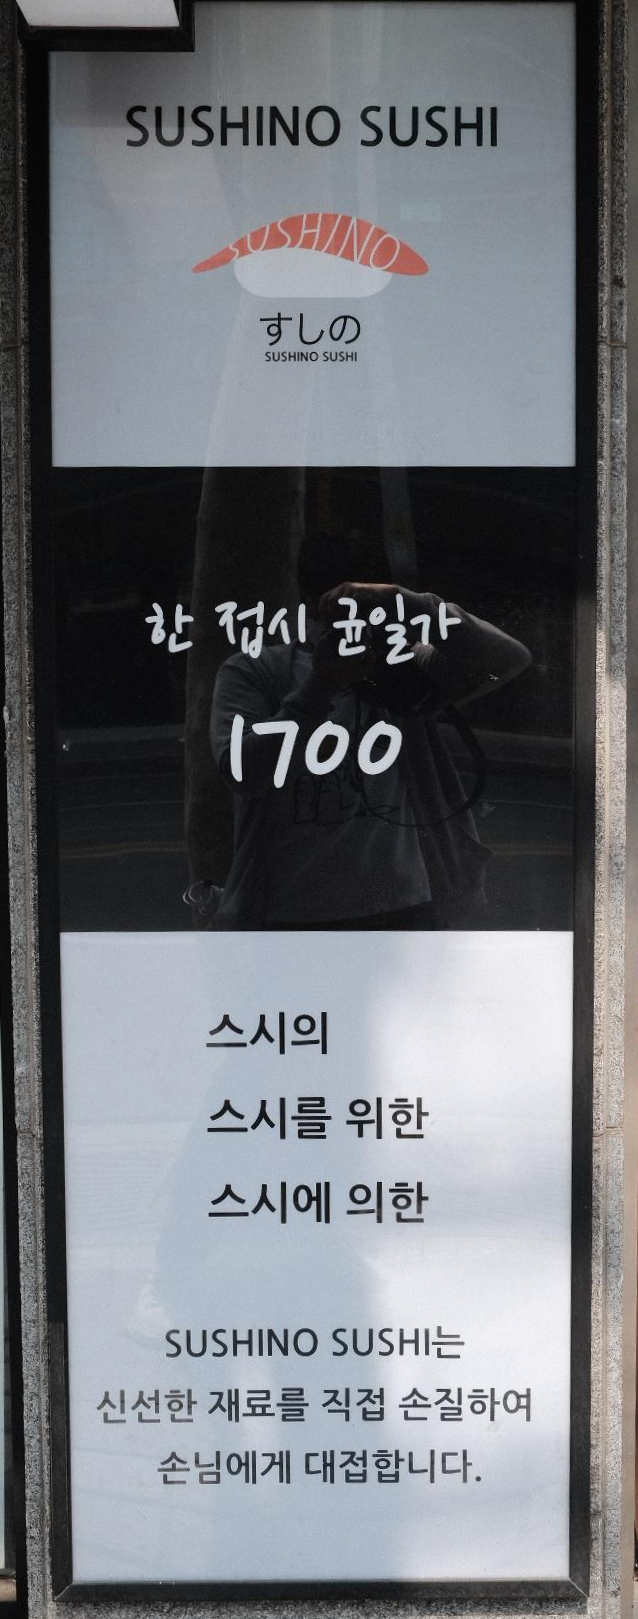 SUSHINO SUSHI
SUSHINO
すしの
SUSHINO SUSHI
한 접시 균일가
1700
스시의
스시를 위한
스시에 의한
SUSHINO SUSHI는
신선한 재료를 직접 손질하여
손님에게 대접합니다.